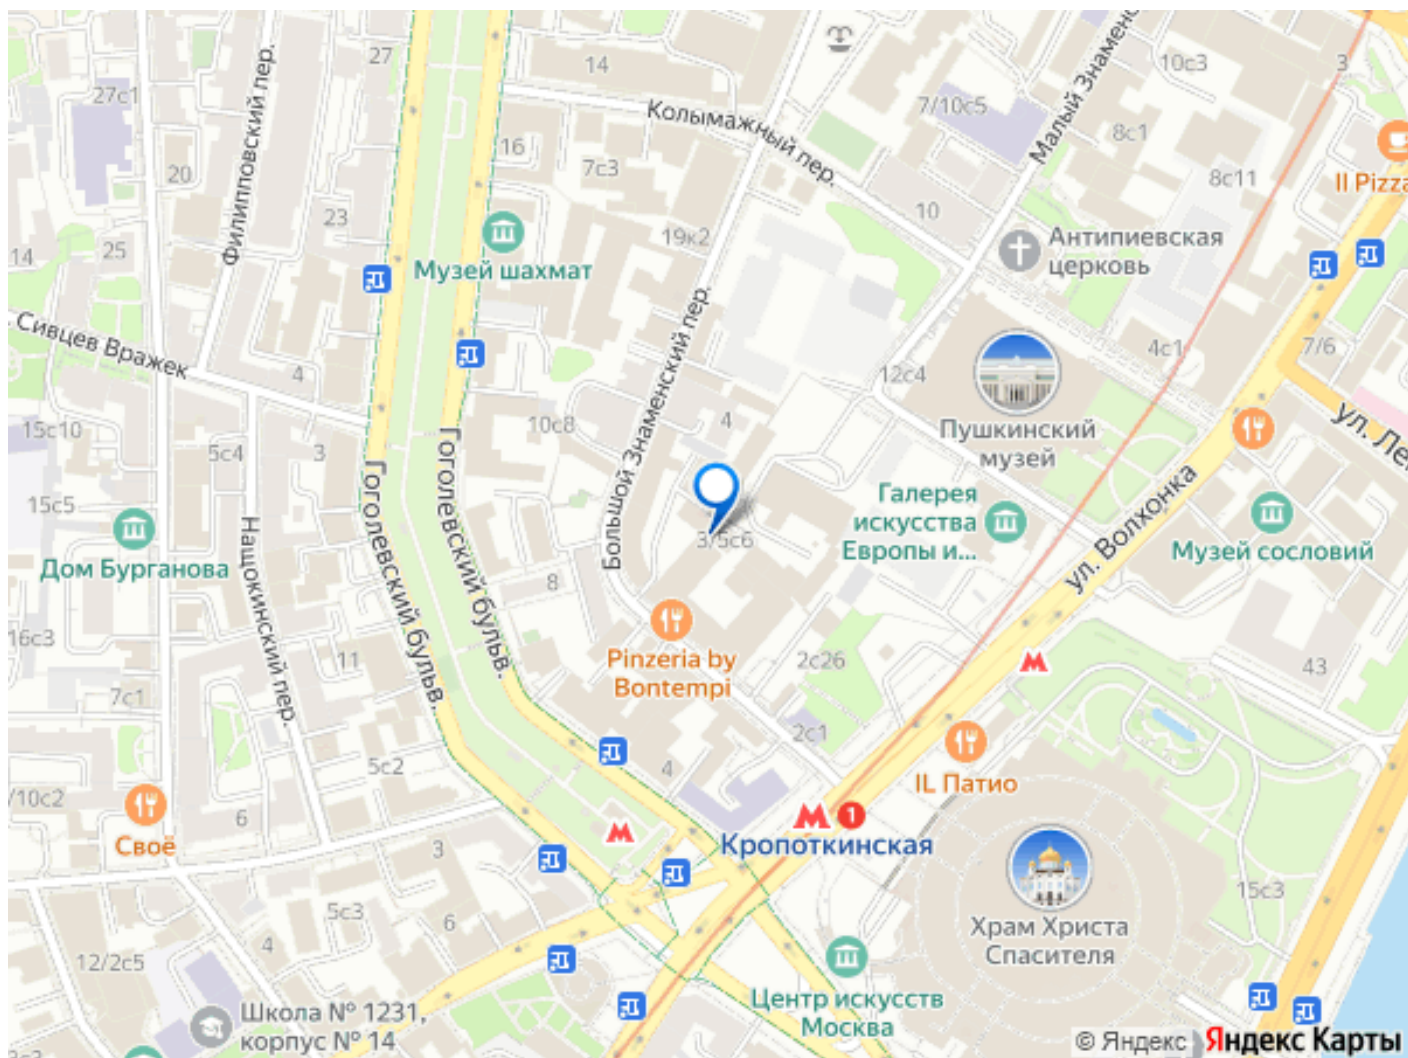 27
14
10с3
3
27с1
Филипповский пер.
7/10с5
Малый Знаменс
Колымажный пер.
8с1
16
20
7с3
8с11
Il Pizza
10
23
19к2
Антипиевская
церковь
25
14
Музей шахмат
Сивцев Вражек
4
Большой Знаменский пер.
4с1
7/6
12с4
15с10
5с4
3
10с8
4
Пушкинский
музей
ул. Ле
Гоголевский бульв.
Гоголевский бульв.
15с5
Галерея
искусства
Европы и...
ул. Волхонка
3/5с6
Музей сословий
Дом Бурганова
Нащокинский пер.
8
16с3
11
Pinzeria by
Bontempi
2с26
43
7с1
2с1
5с2
4
IL Патио
/10с2
6
Своё
3
1
Кропоткинская
5с3
6
4
15с3
Храм Христа
Спасителя
12/2с5
Центр искусств
Москва
Школа № 1231,
корпус № 14
© Яндекс Яндекс Карты